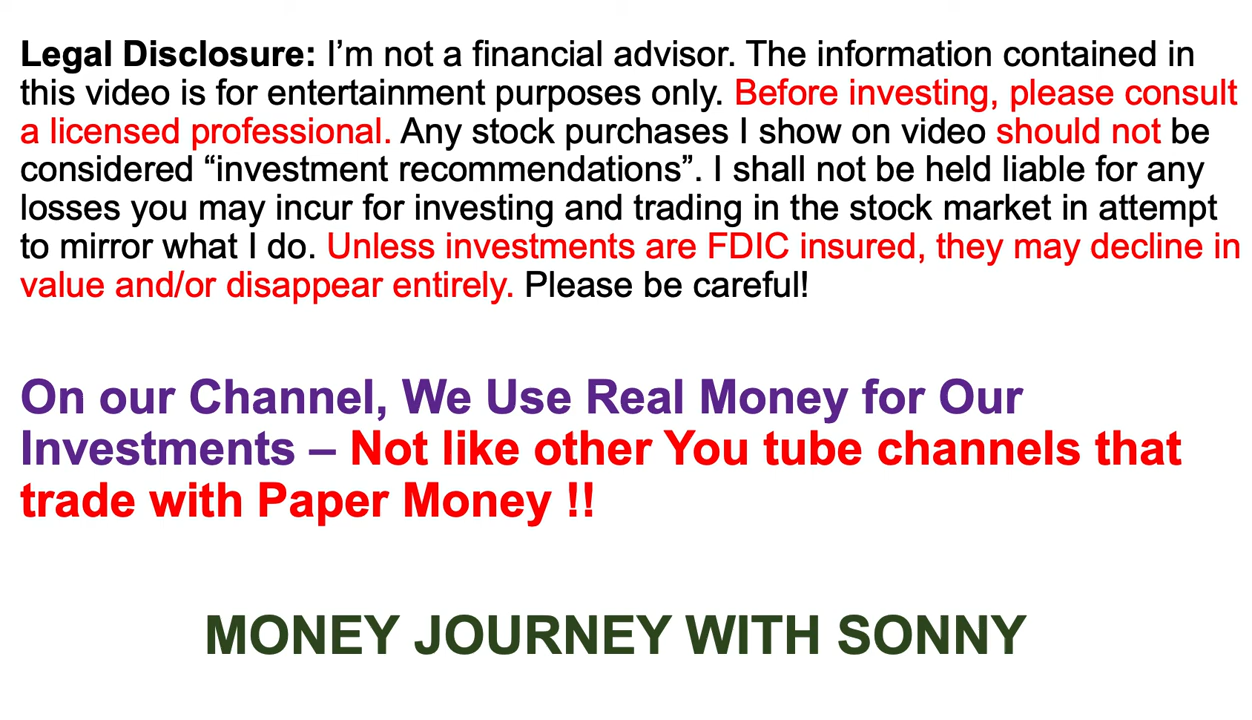 Legal Disclosure: I’m not a financial advisor. The information contained in
this video is for entertainment purposes only. Before investing, please consult
a licensed professional. Any stock purchases I show on video should not be
considered “investment recommendations”. I shall not be held liable for any
losses you may incur for investing and trading in the stock market in attempt
to mirror what I do. Unless investments are FDIC insured, they may decline in
value and/or disappear entirely. Please be careful!
On our Channel, We Use Real Money for Our
Investments – Not like other You tube channels that
trade with Paper Money !!
MONEY JOURNEY WITH SONNY